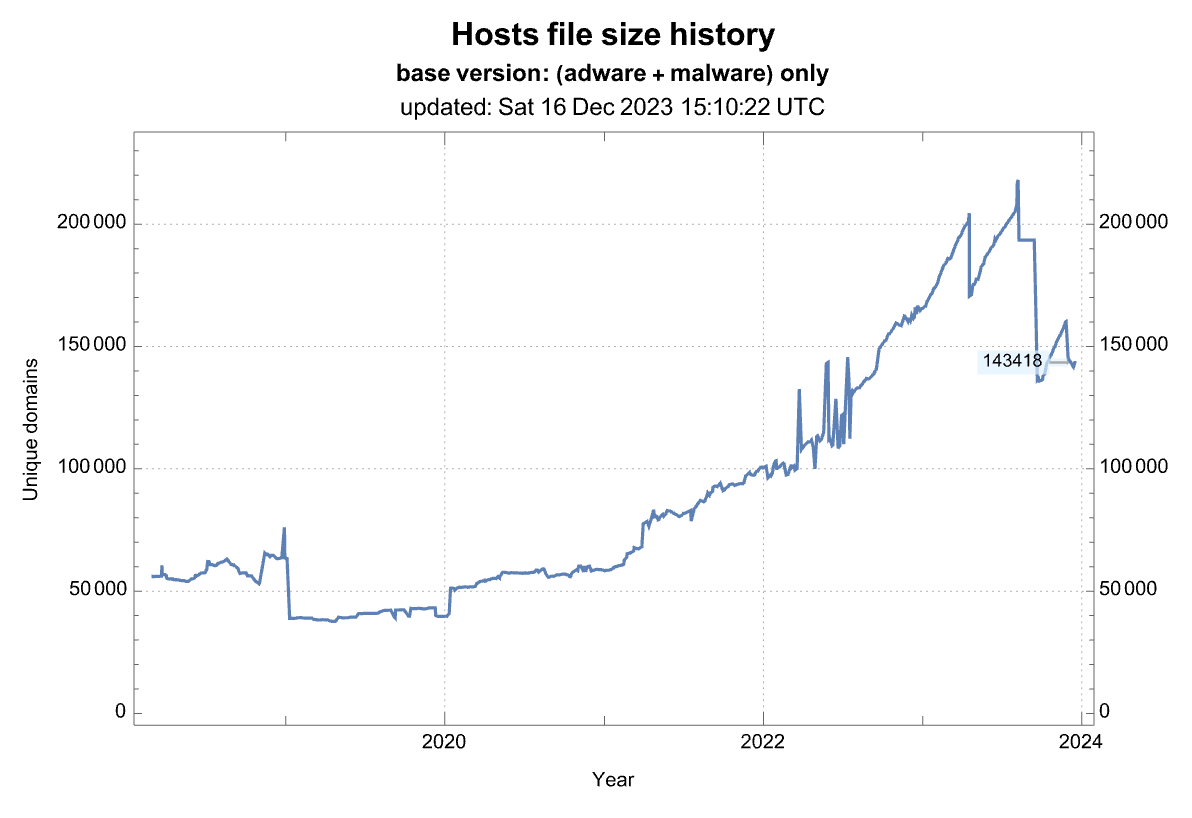 Hosts file size history
base version: (adware + malware) only
updated: Sat 16 Dec 2023 15:10:22 UTC
200 000
200 000
150 000
150 000
143418
100 000
100 000
50 000
50 000
0
0
Unique domains
2020
2022
2024
Year